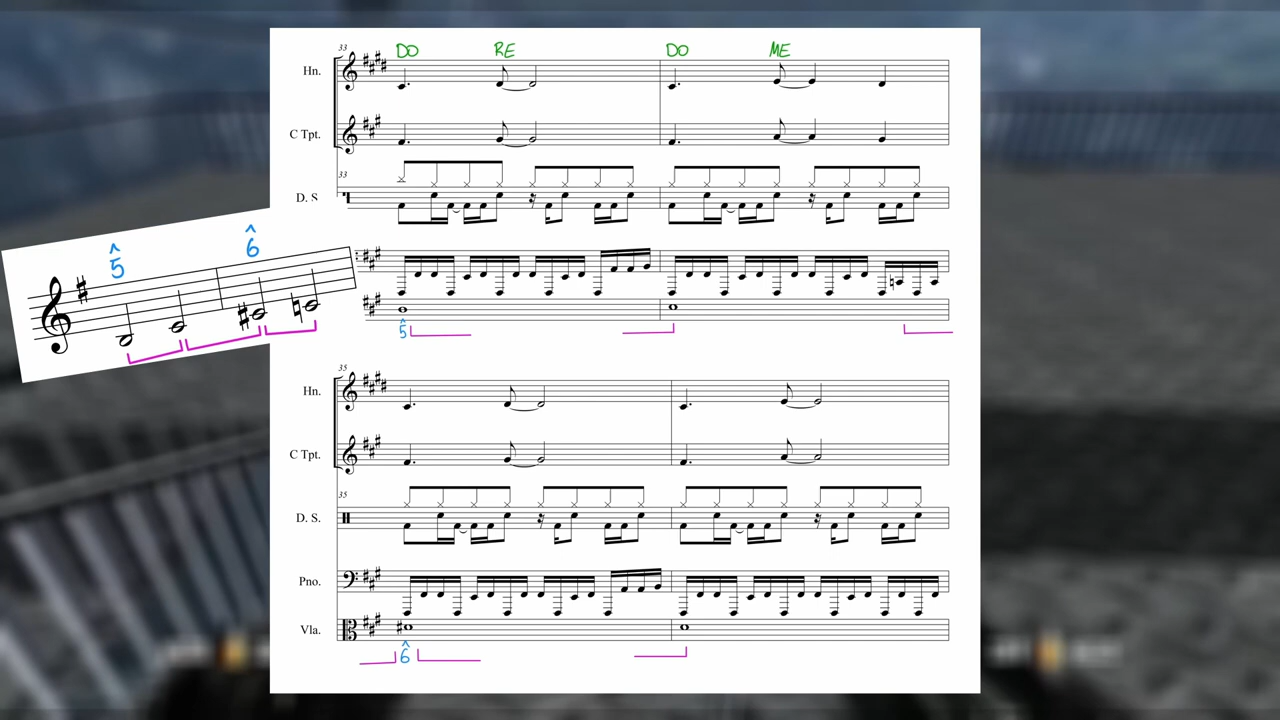 DO RE DO ME
33
Hn.
C Tpt.
33
D. S
5 6
5
35
Hn.
C Tpt.
35
D. S.
Pno.
Vla.
6